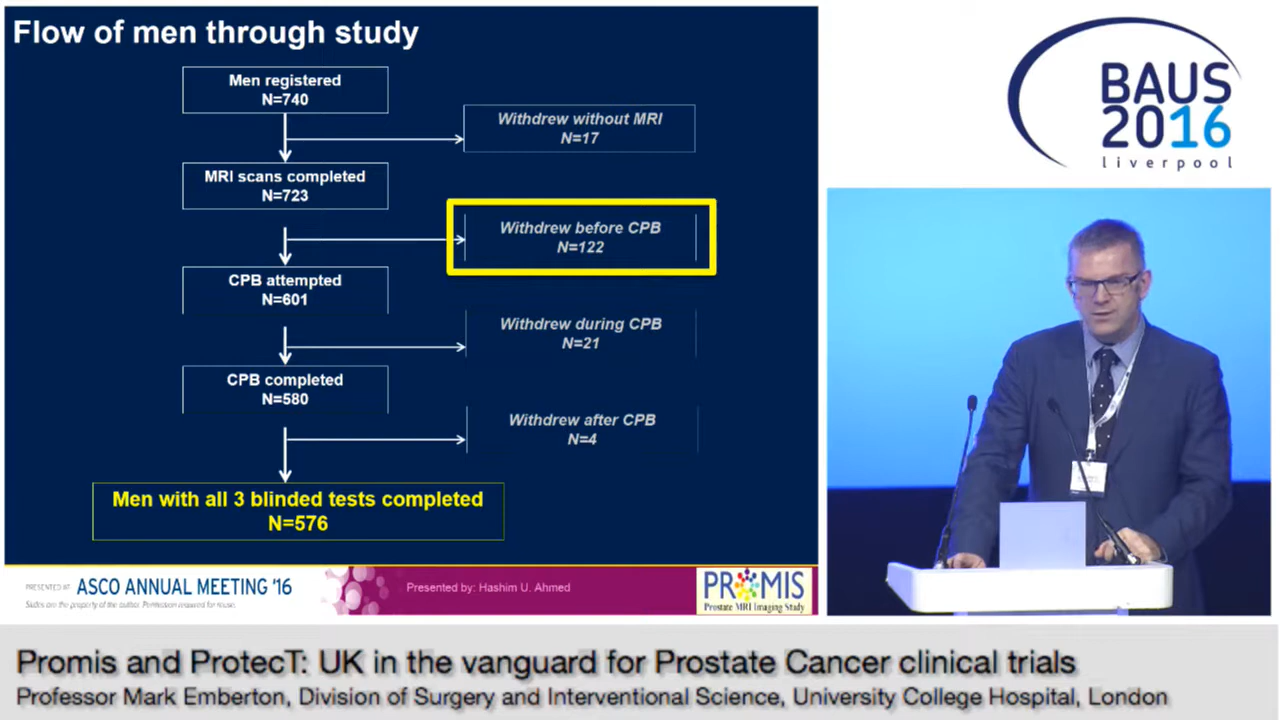 Flow of men through study
Men registered
N=740
Withdrew without MRI
N=17
MRI scans completed
N=723
Withdrew before CPB
N=122
CPB attempted
N=601
Withdrew during CPB
N=21
CPB completed
N=580
Withdrew after CPB
N=4
Men with all 3 blinded tests completed
N=576
PRESENTED AT: ASCO ANNUAL MEETING '16
Slides are the property of the author. Permission required for reuse.
Presented by: Hashim U. Ahmed
PROMIS
Prostate MRI Imaging Study
BAUS
2016
liverpool
Promis and ProtecT: UK in the vanguard for Prostate Cancer clinical trials
Professor Mark Emberton, Division of Surgery and Interventional Science, University College Hospital, London